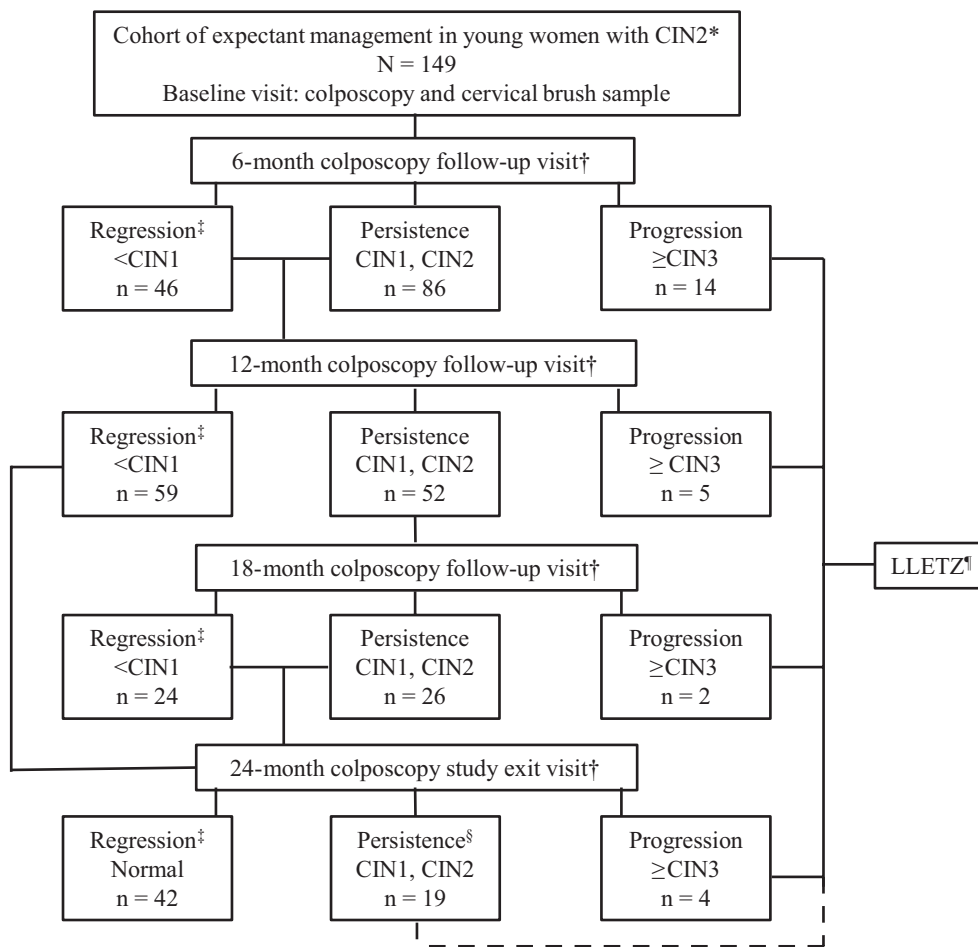 Cohort of expectant management in young women with CIN2*
N = 149
Baseline visit: colposcopy and cervical brush sample
6-month colposcopy follow-up visit†
Regression‡
<CIN1
n = 46
Persistence
CIN1, CIN2
n = 86
Progression
≥CIN3
n = 14
12-month colposcopy follow-up visit†
Regression‡
<CIN1
n = 59
Persistence
CIN1, CIN2
n = 52
Progression
≥ CIN3
n = 5
LLETZ¶
18-month colposcopy follow-up visit†
Regression‡
<CIN1
n = 24
Persistence
CIN1, CIN2
n = 26
Progression
≥CIN3
n = 2
24-month colposcopy study exit visit†
Regression‡
Normal
n = 42
Persistence§
CIN1, CIN2
n = 19
Progression
≥CIN3
n = 4